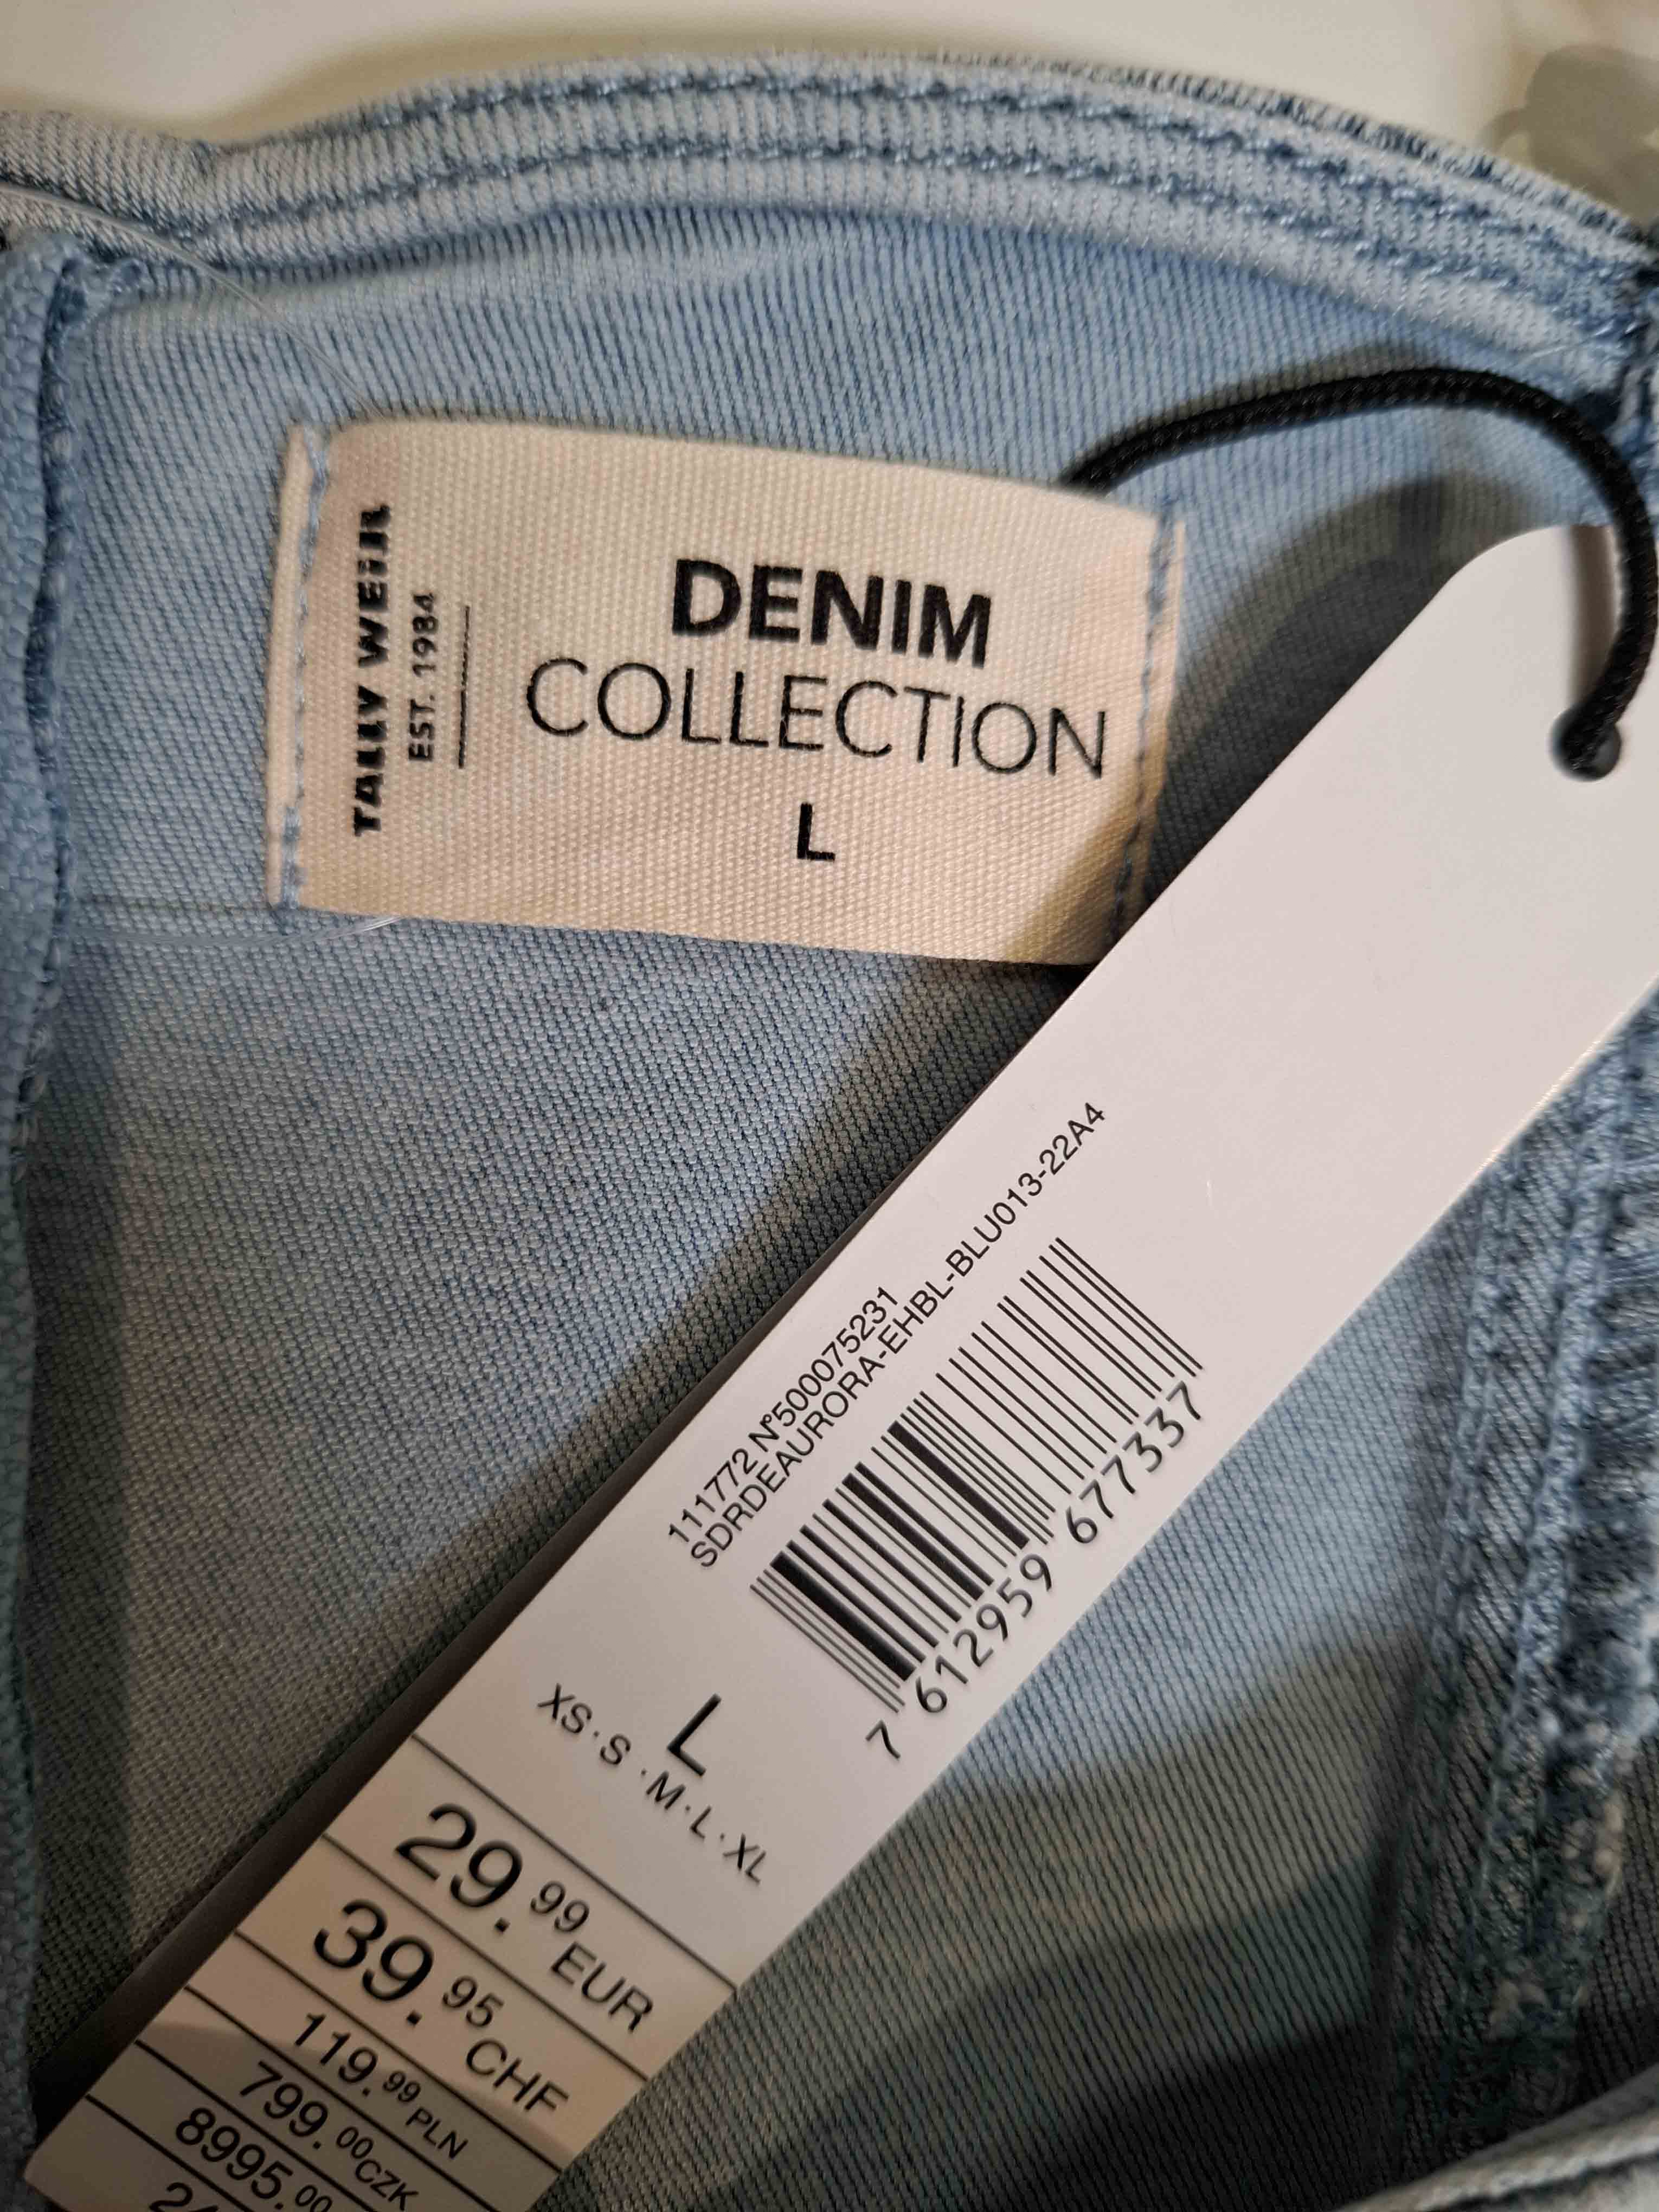 TALLY WEiJL
EST. 1984
DENIM
COLLECTION
L
111772 Nº500075231
SDRDEAURORA-EHBL-BLU013-22A4
7 612959 677337
L
XS·S·M·L·XL
29.99 EUR
39.95 CHF
119.99 PLN
799.00 CZK
8995.00